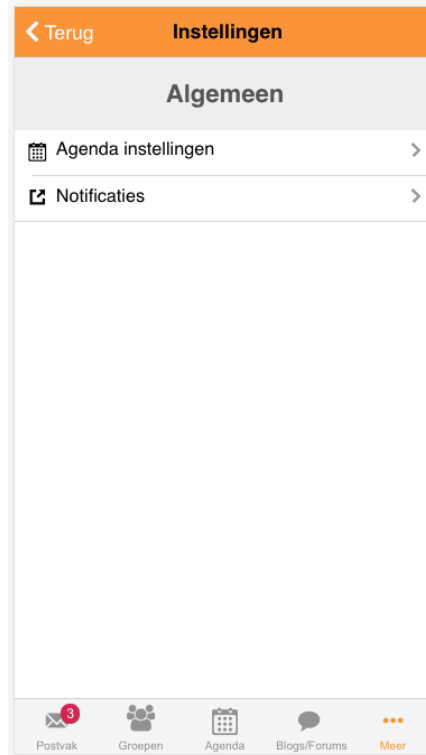 Terug Instellingen
Algemeen
Agenda instellingen
Notificaties
3
Postvak Groepen Agenda Blogs/Forums Meer